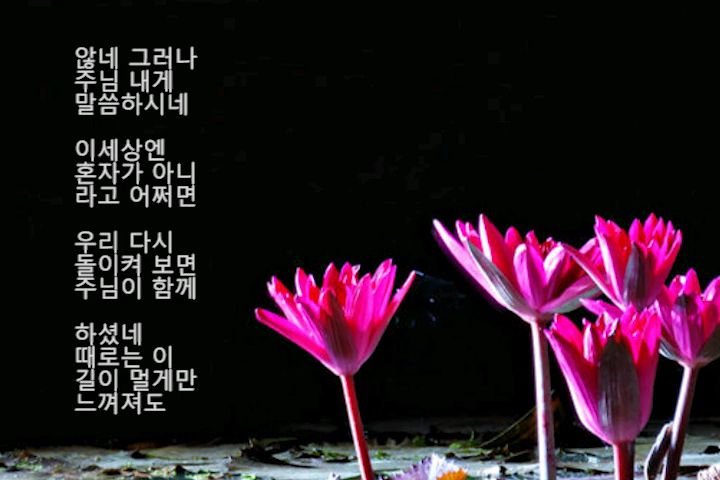 않네 그러나
주님 내게
말씀하시네
이세상엔
혼자가 아니
라고 어쩌면
우리 다시
돌이켜 보면
주님이 함께
하셨네
때로는 이
길이 멀게만
느껴져도